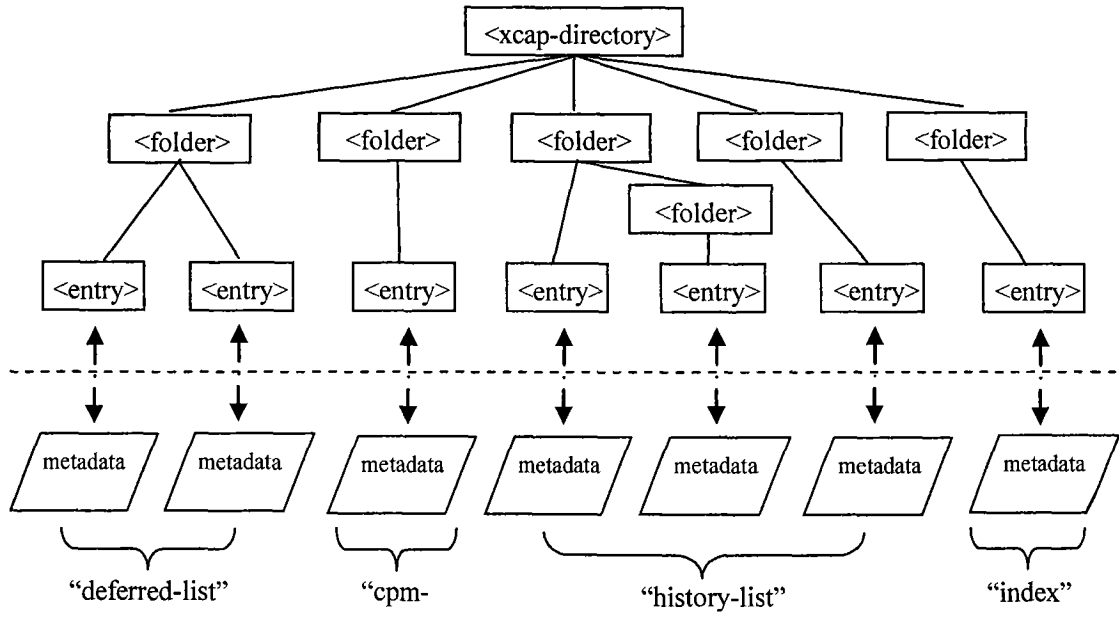 <xcap-directory>
<folder> <folder> <folder> <folder> <folder>
<folder>
<entry> <entry> <entry> <entry> <entry> <entry> <entry>
metadata metadata metadata metadata metadata metadata metadata
“deferred-list” “cpm- “history-list” “index”